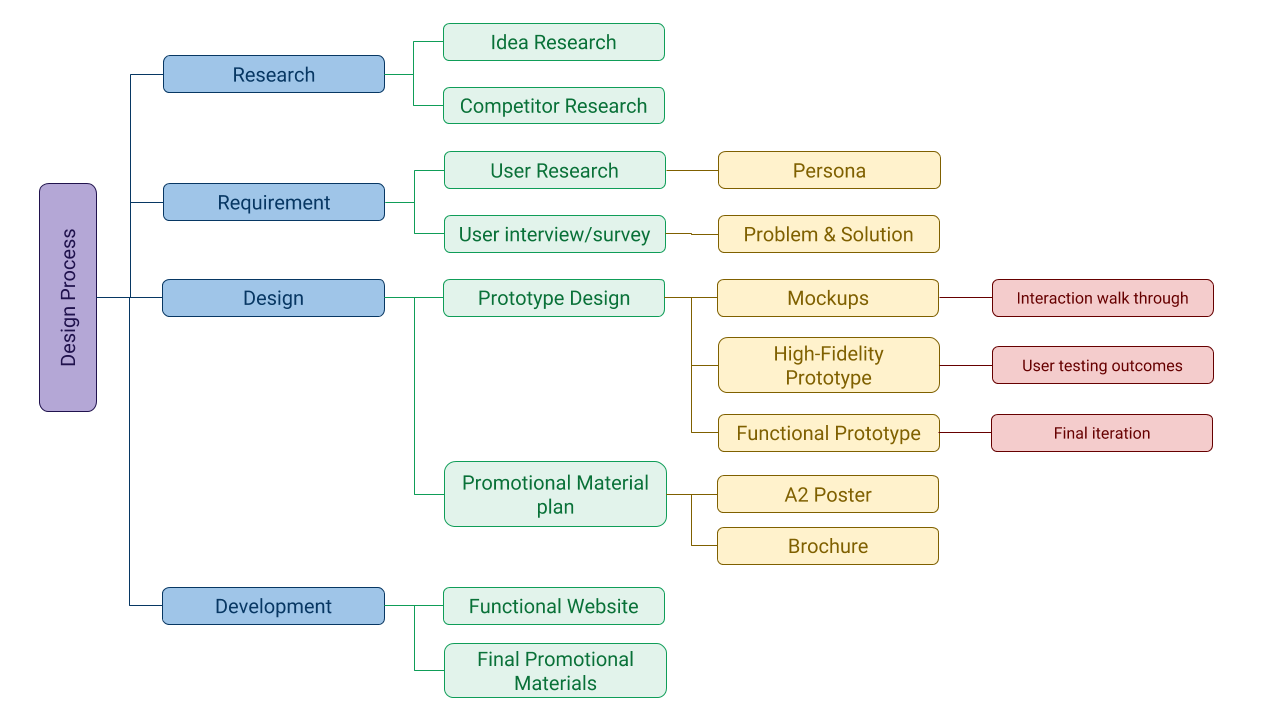 Design Process
Research
Idea Research
Competitor Research
Requirement
User Research
Persona
User interview/survey
Problem & Solution
Design
Prototype Design
Mockups
Interaction walk through
High-Fidelity
Prototype
User testing outcomes
Functional Prototype
Final iteration
Promotional Material
plan
A2 Poster
Brochure
Development
Functional Website
Final Promotional
Materials